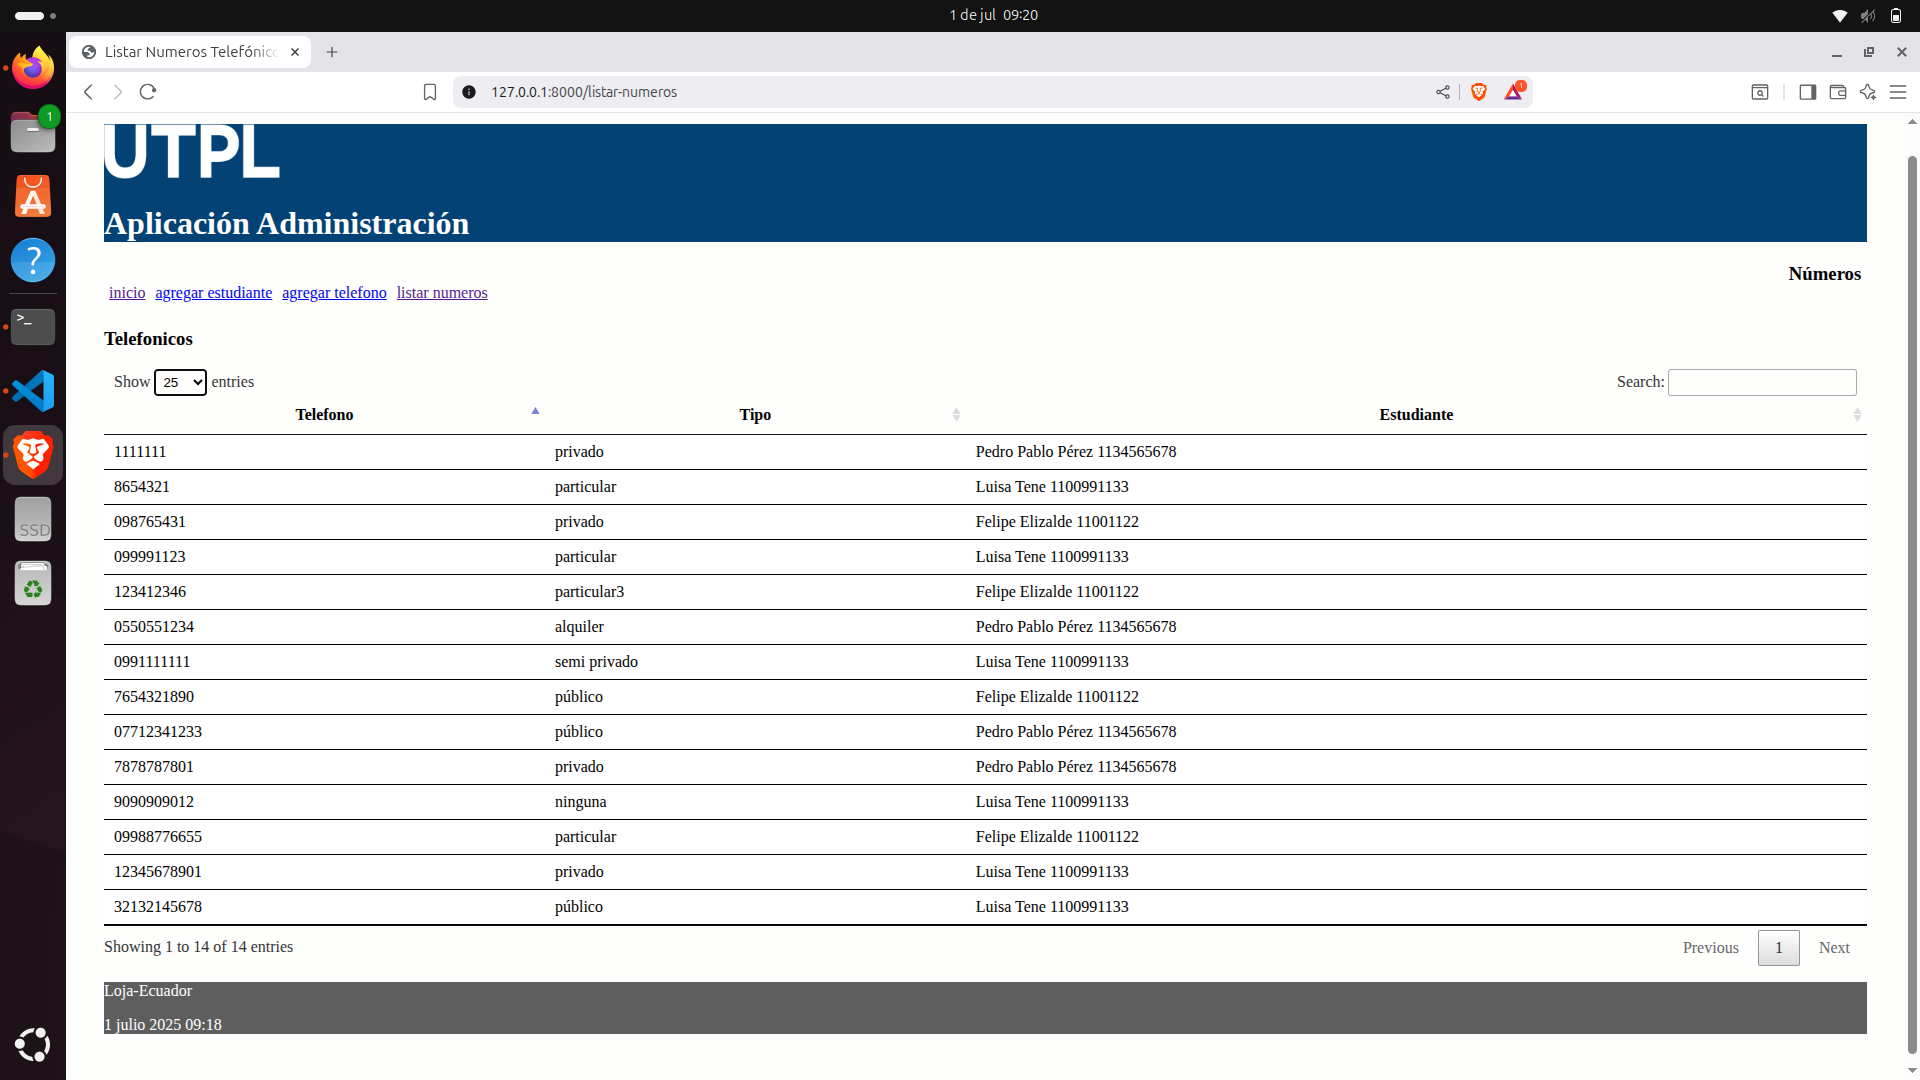 1 de jul 09:20
Listar Numeros Telefónic
127.0.0.1:8000/listar-numeros
1
1
UTPL
Aplicación Administración
inicio agregar estudiante agregar telefono listar numeros
Números
Telefonicos
Show 25 entries
Search:
Telefono Tipo Estudiante
1111111 privado Pedro Pablo Pérez 1134565678
8654321 particular Luisa Tene 1100991133
098765431 privado Felipe Elizalde 11001122
099991123 particular Luisa Tene 1100991133
123412346 particular3 Felipe Elizalde 11001122
0550551234 alquiler Pedro Pablo Pérez 1134565678
0991111111 semi privado Luisa Tene 1100991133
7654321890 público Felipe Elizalde 11001122
07712341233 público Pedro Pablo Pérez 1134565678
7878787801 privado Pedro Pablo Pérez 1134565678
9090909012 ninguna Luisa Tene 1100991133
09988776655 particular Felipe Elizalde 11001122
12345678901 privado Luisa Tene 1100991133
32132145678 público Luisa Tene 1100991133
Showing 1 to 14 of 14 entries
Previous 1 Next
Loja-Ecuador
1 julio 2025 09:18
SSD